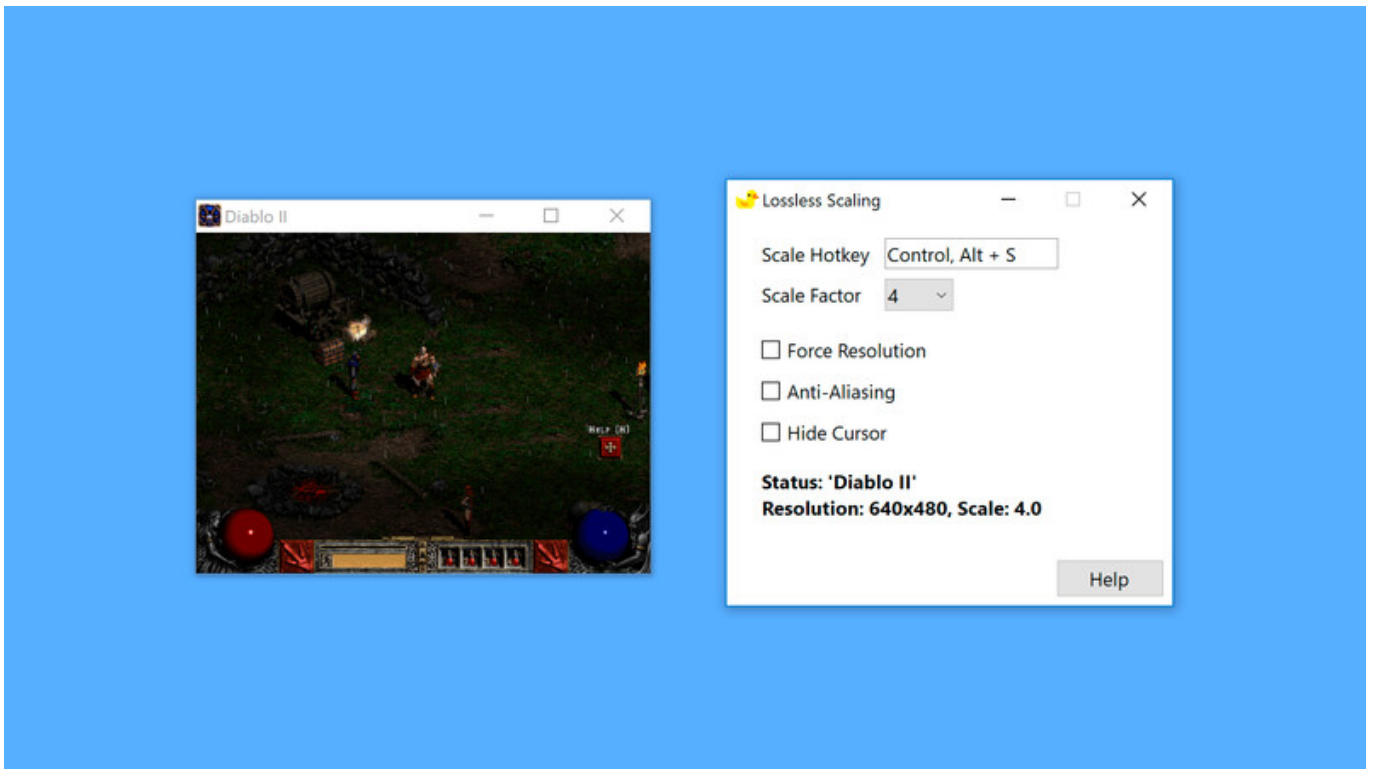 Diablo II
HELP (H)
Lossless Scaling
Scale Hotkey Control, Alt + S
Scale Factor 4
Force Resolution
Anti-Aliasing
Hide Cursor
Status: 'Diablo II'
Resolution: 640x480, Scale: 4.0
Help